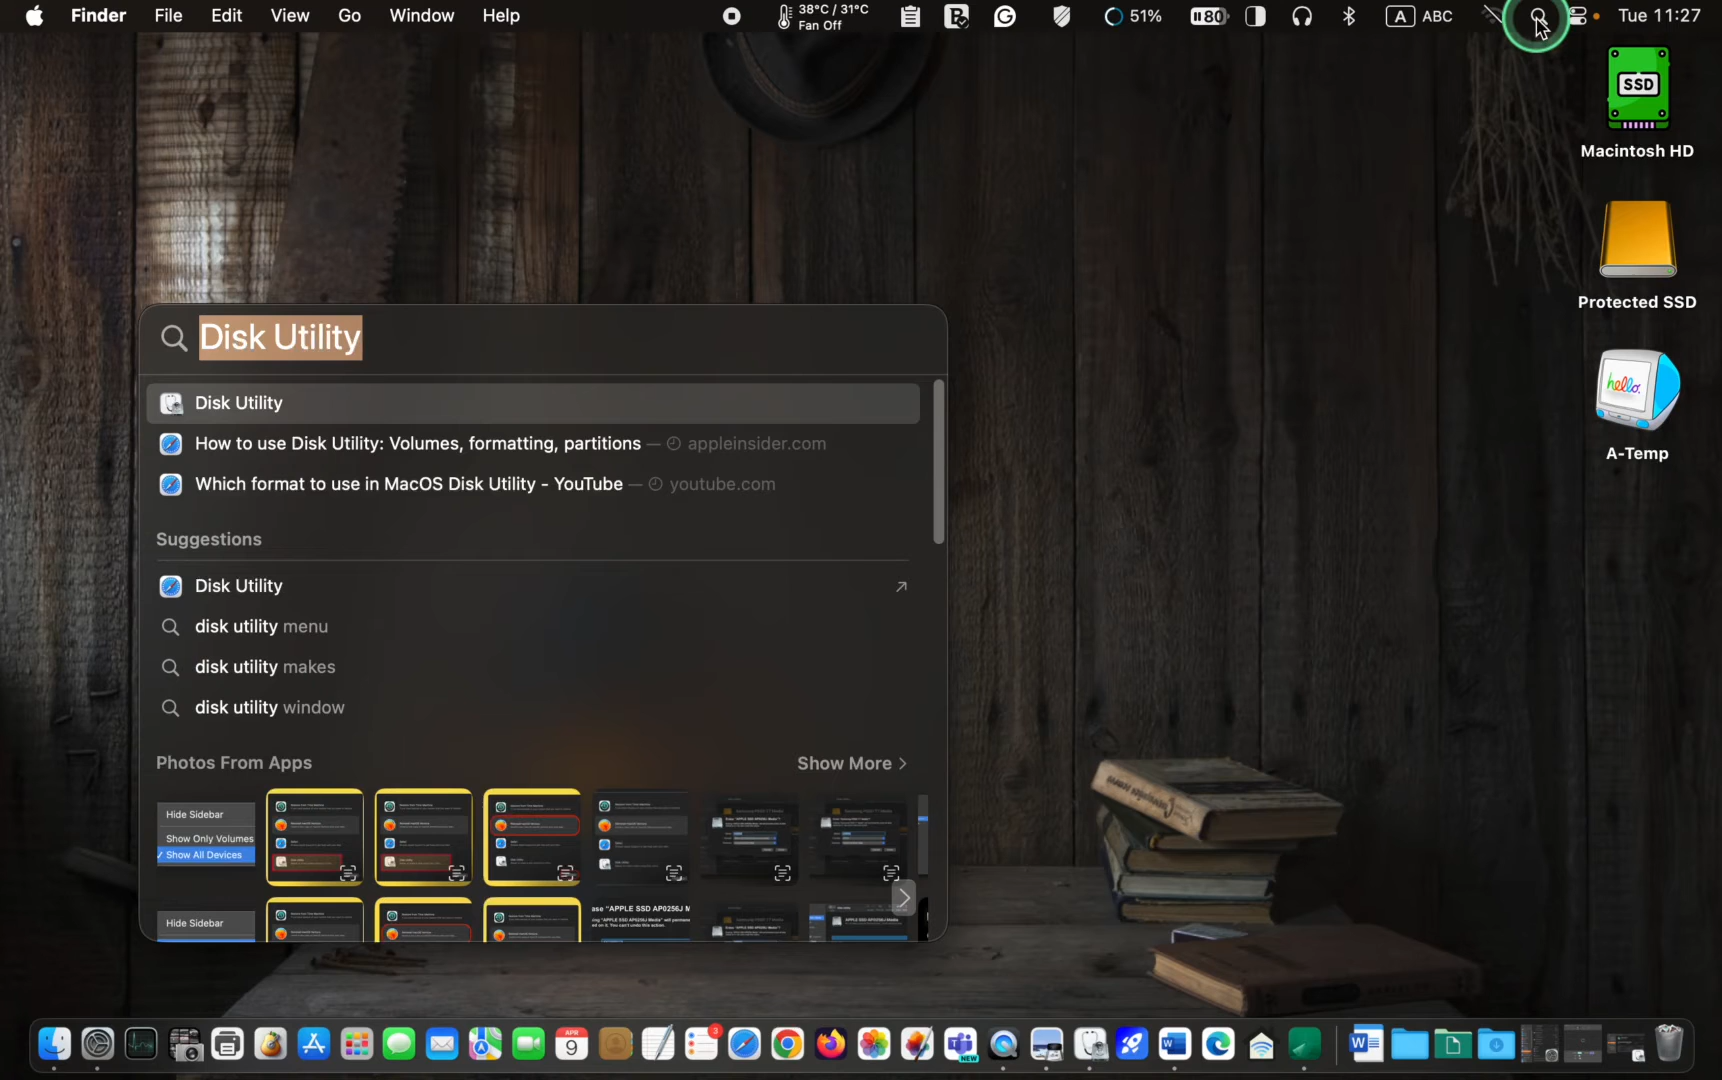 Finder File Edit View Go Window Help 38°C / 31°C Fan Off 51% 80 A ABC Tue 11:27
SSD
Macintosh HD
Protected SSD
hello.
A-Temp
Disk Utility
Disk Utility
How to use Disk Utility: Volumes, formatting, partitions — appleinsider.com
Which format to use in MacOS Disk Utility - YouTube — youtube.com
Suggestions
Disk Utility
disk utility menu
disk utility makes
disk utility window
Photos From Apps Show More >
Hide Sidebar
Show Only Volumes
✓ Show All Devices
Hide Sidebar
APR
9
3
NEW